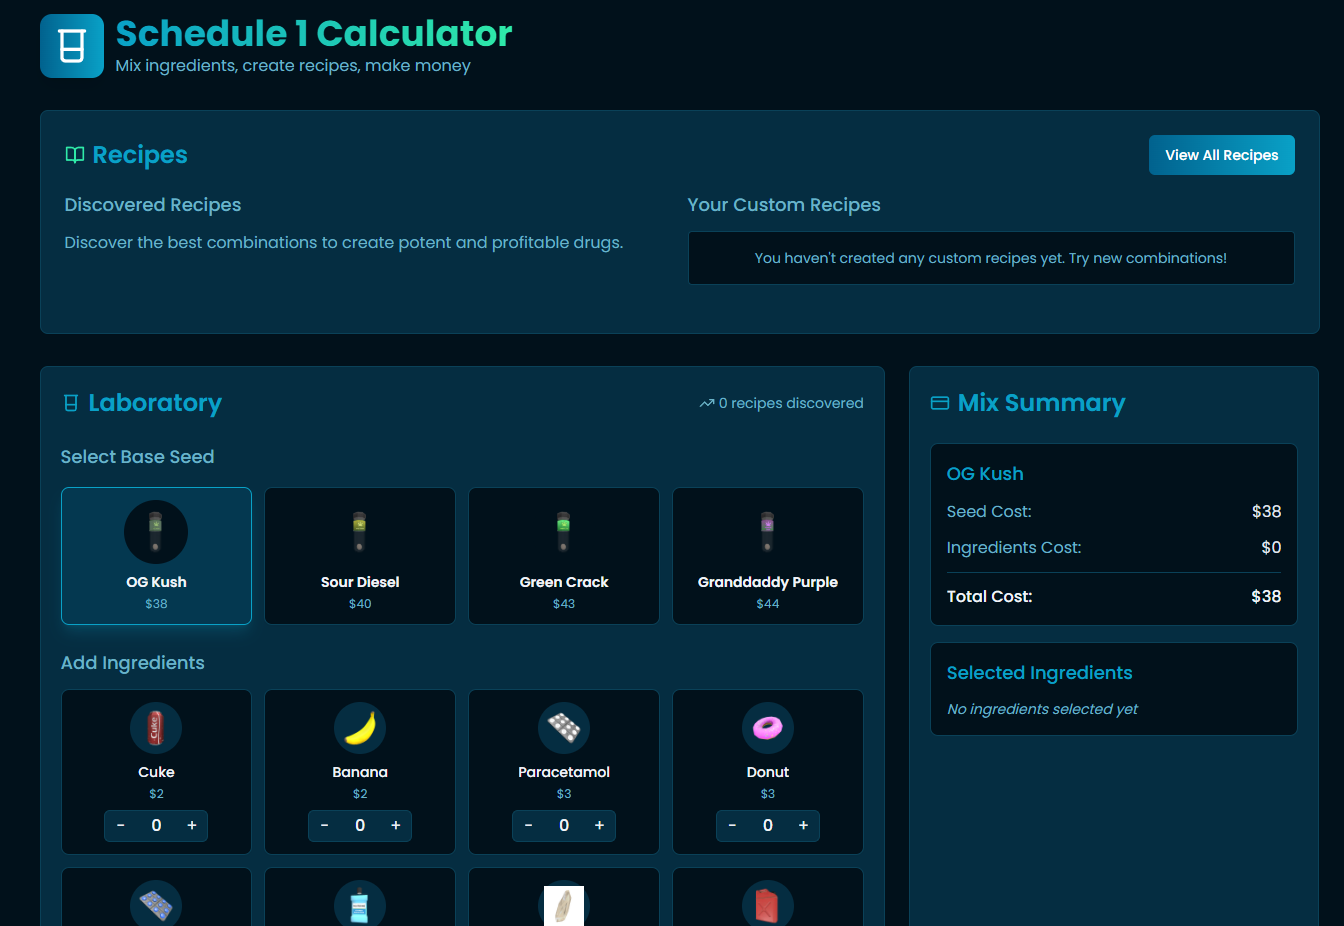 Schedule 1 Calculator
Mix ingredients, create recipes, make money
Recipes
View All Recipes
Discovered Recipes
Discover the best combinations to create potent and profitable drugs.
Your Custom Recipes
You haven't created any custom recipes yet. Try new combinations!
Laboratory
0 recipes discovered
Select Base Seed
OG Kush
$38
Sour Diesel
$40
Green Crack
$43
Granddaddy Purple
$44
Add Ingredients
Cuke
Cuke
$2
- 0 +
Banana
$2
- 0 +
Paracetamol
$3
- 0 +
Donut
$3
- 0 +
Mix Summary
OG Kush
Seed Cost: $38
Ingredients Cost: $0
Total Cost: $38
Selected Ingredients
No ingredients selected yet